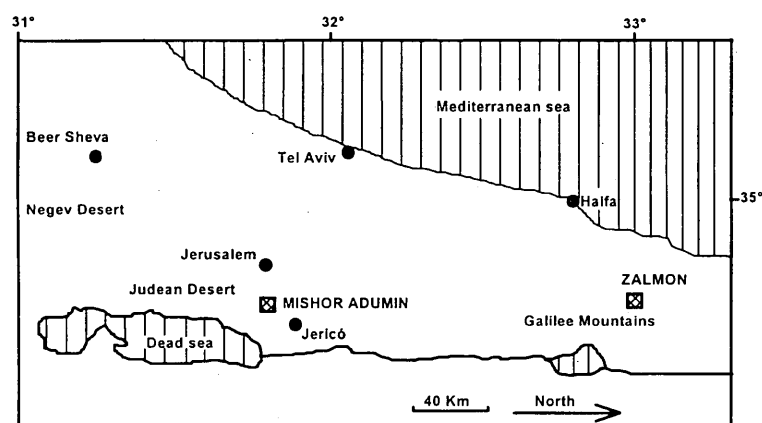 31°
32°
33°
Mediterranean sea
Beer Sheva
Tel Aviv
35°
Halfa
Negev Desert
Jerusalem
ZALMON
Judean Desert
MISHOR ADUMIN
Galilee Mountains
Jericó
Dead sea
40 Km
North